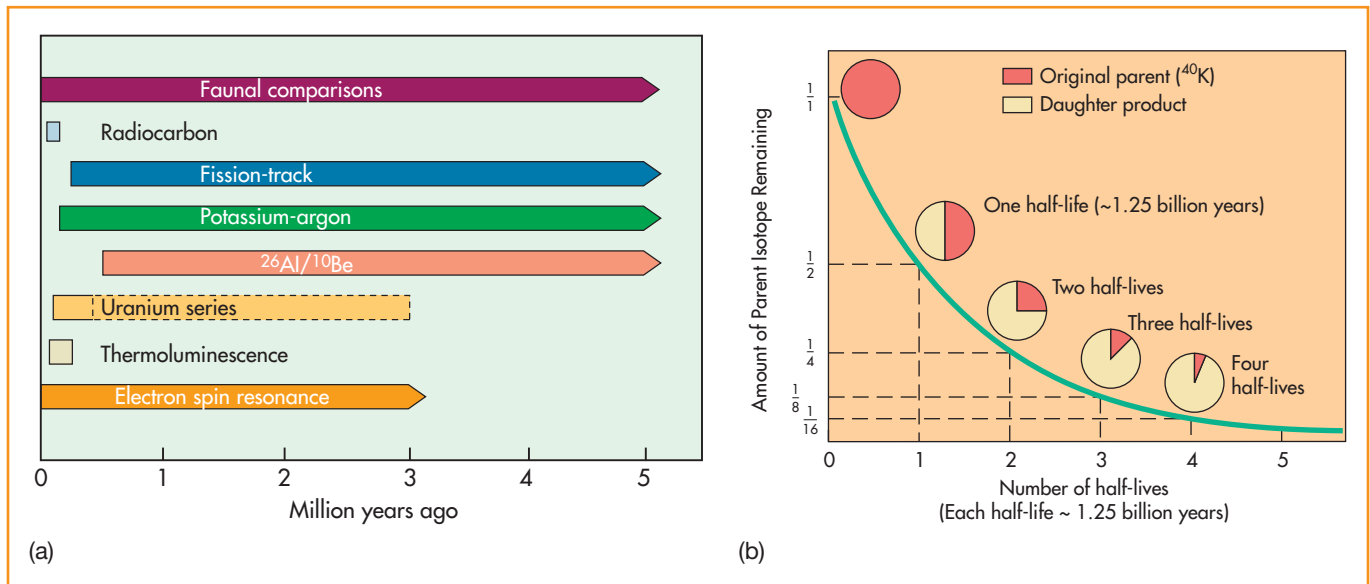 Faunal comparisons
Radiocarbon
Fission-track
Potassium-argon
²⁶Al/¹⁰Be
Uranium series
Thermoluminescence
Electron spin resonance
0 1 2 3 4 5
Million years ago
(a)
Original parent (⁴⁰K)
Daughter product
One half-life (~1.25 billion years)
Two half-lives
Three half-lives
Four
half-lives
Amount of Parent Isotope Remaining
1/1
1/2
1/4
1/8
1/16
0 1 2 3 4 5
Number of half-lives
(Each half-life ~ 1.25 billion years)
(b)